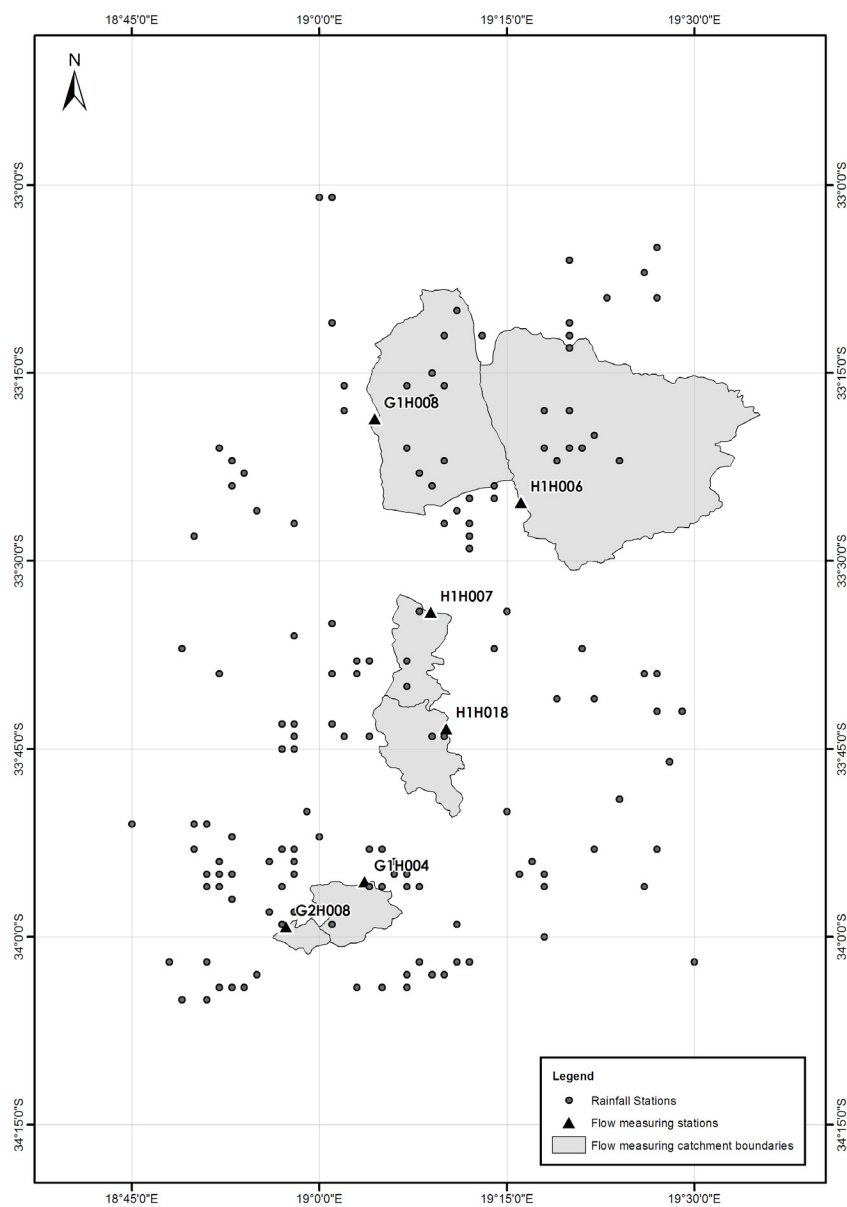 18°45'0"E 19°0'0"E 19°15'0"E 19°30'0"E
N
33°0'0"S 33°0'0"S
33°15'0"S 33°15'0"S
G1H008
H1H006
33°30'0"S 33°30'0"S
H1H007
H1H018
33°45'0"S 33°45'0"S
G1H004
G2H008
34°0'0"S 34°0'0"S
Legend
Rainfall Stations
Flow measuring stations
34°15'0"S 34°15'0"S
Flow measuring catchment boundaries
18°45'0"E 19°0'0"E 19°15'0"E 19°30'0"E